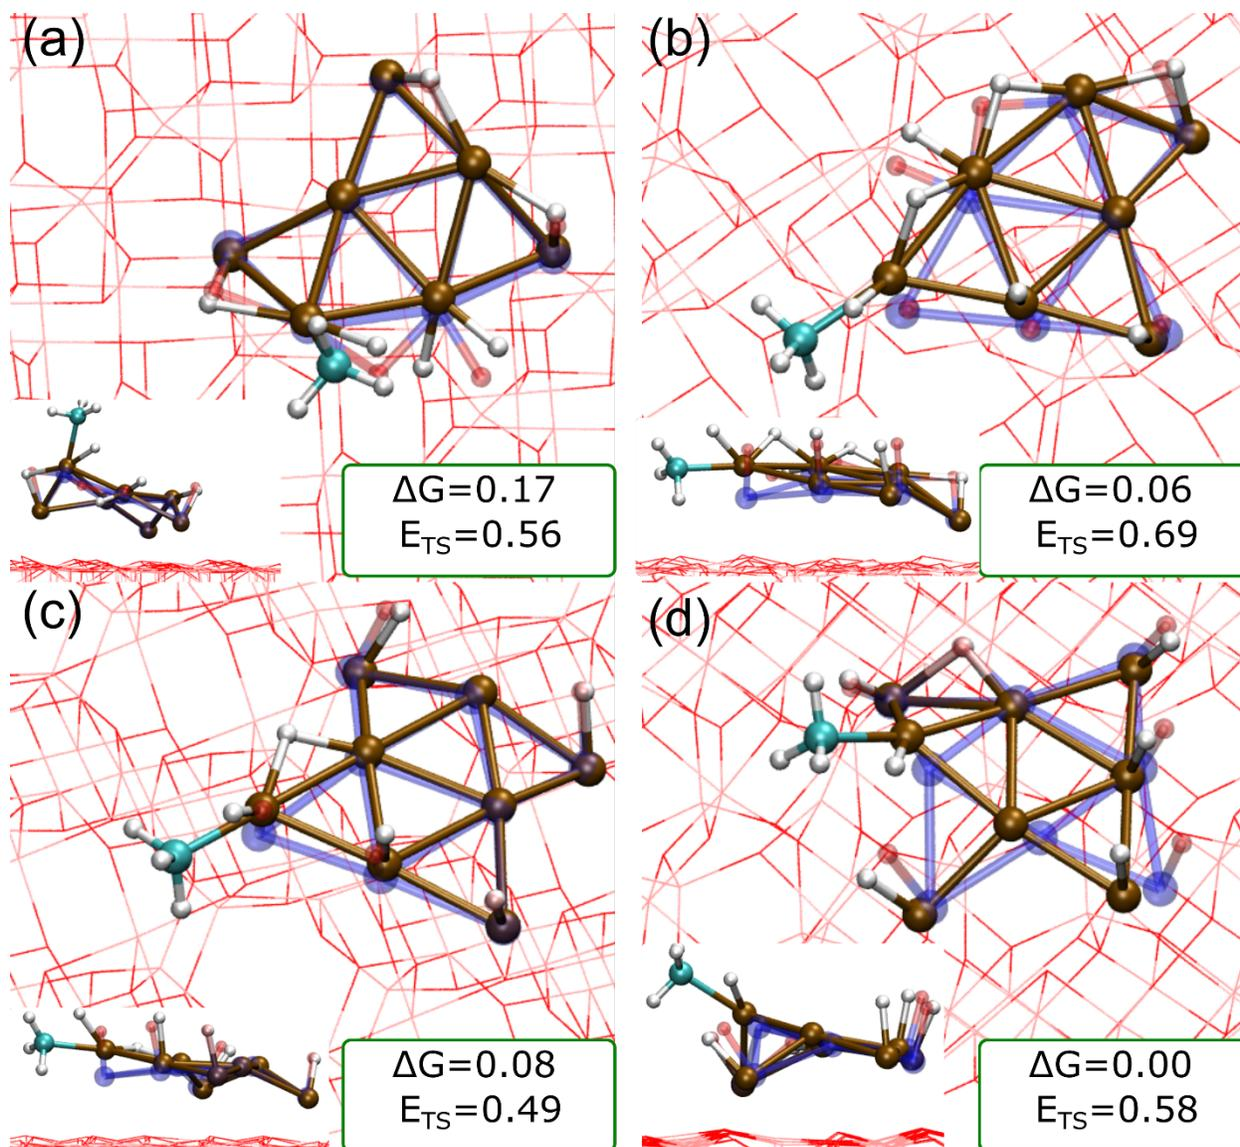 (a)
ΔG=0.17
E_TS=0.56
(b)
ΔG=0.06
E_TS=0.69
(c)
ΔG=0.08
E_TS=0.49
(d)
ΔG=0.00
E_TS=0.58